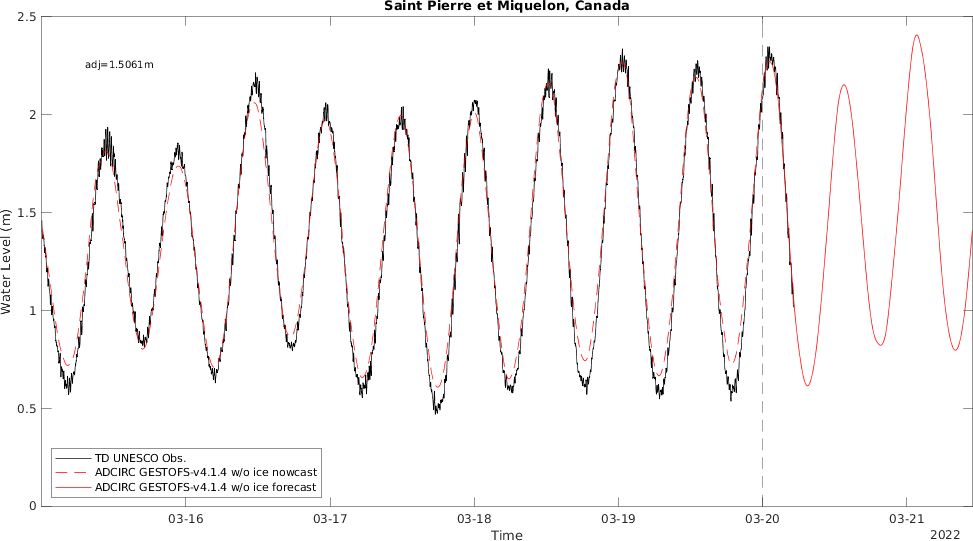 Saint Pierre et Miquelon, Canada
2.5
adj=1.5061m
2
1.5
Water Level (m)
1
0.5
TD UNESCO Obs.
ADCIRC GESTOFS-v4.1.4 w/o ice nowcast
ADCIRC GESTOFS-v4.1.4 w/o ice forecast
0
03-16 03-17 03-18 03-19 03-20 03-21
Time
2022